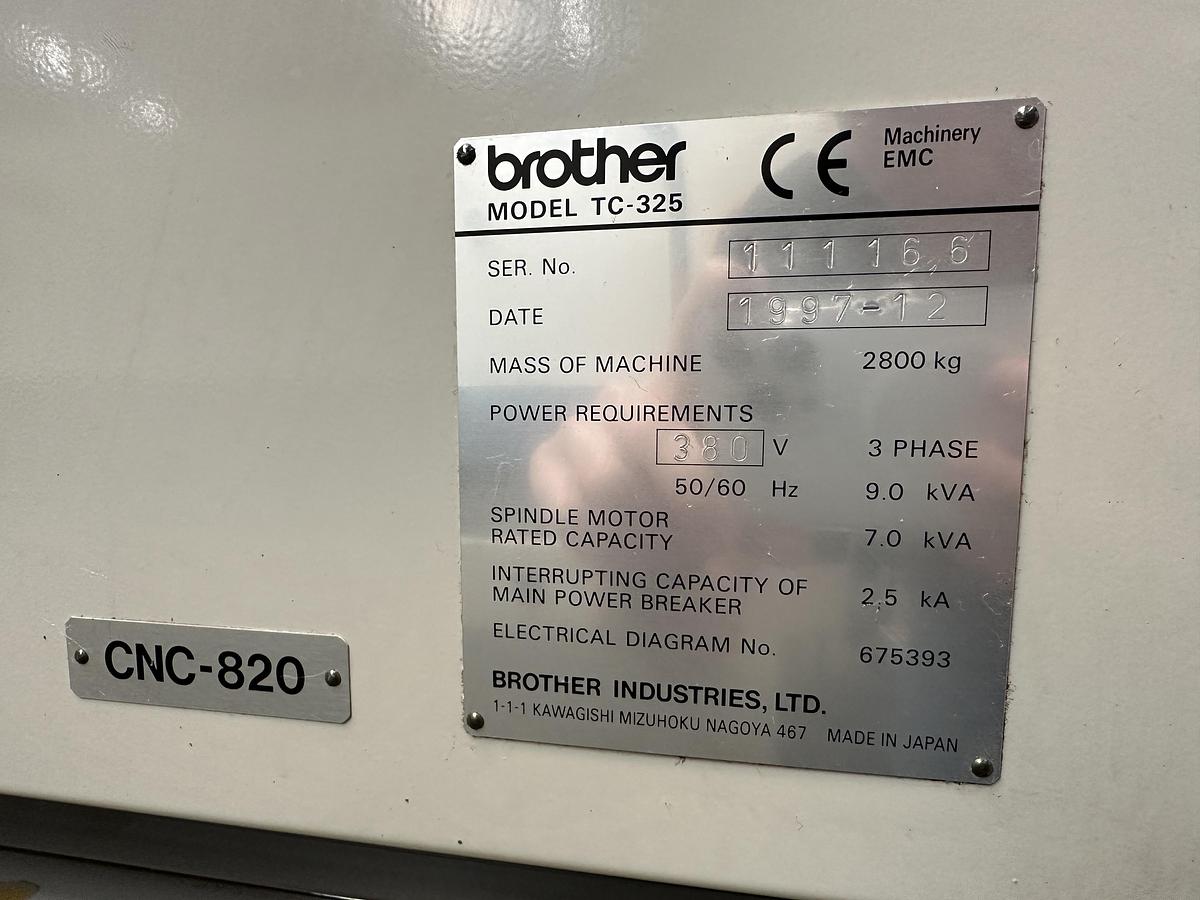 brother
CE Machinery
EMC
MODEL TC-325
SER. No. 111166
DATE 1997-12
MASS OF MACHINE 2800 kg
POWER REQUIREMENTS
380 V 3 PHASE
50/60 Hz 9.0 kVA
SPINDLE MOTOR
RATED CAPACITY 7.0 kVA
INTERRUPTING CAPACITY OF
MAIN POWER BREAKER 2.5 kA
ELECTRICAL DIAGRAM No. 675393
BROTHER INDUSTRIES, LTD.
1-1-1 KAWAGISHI MIZUHOKU NAGOYA 467 MADE IN JAPAN
CNC-820